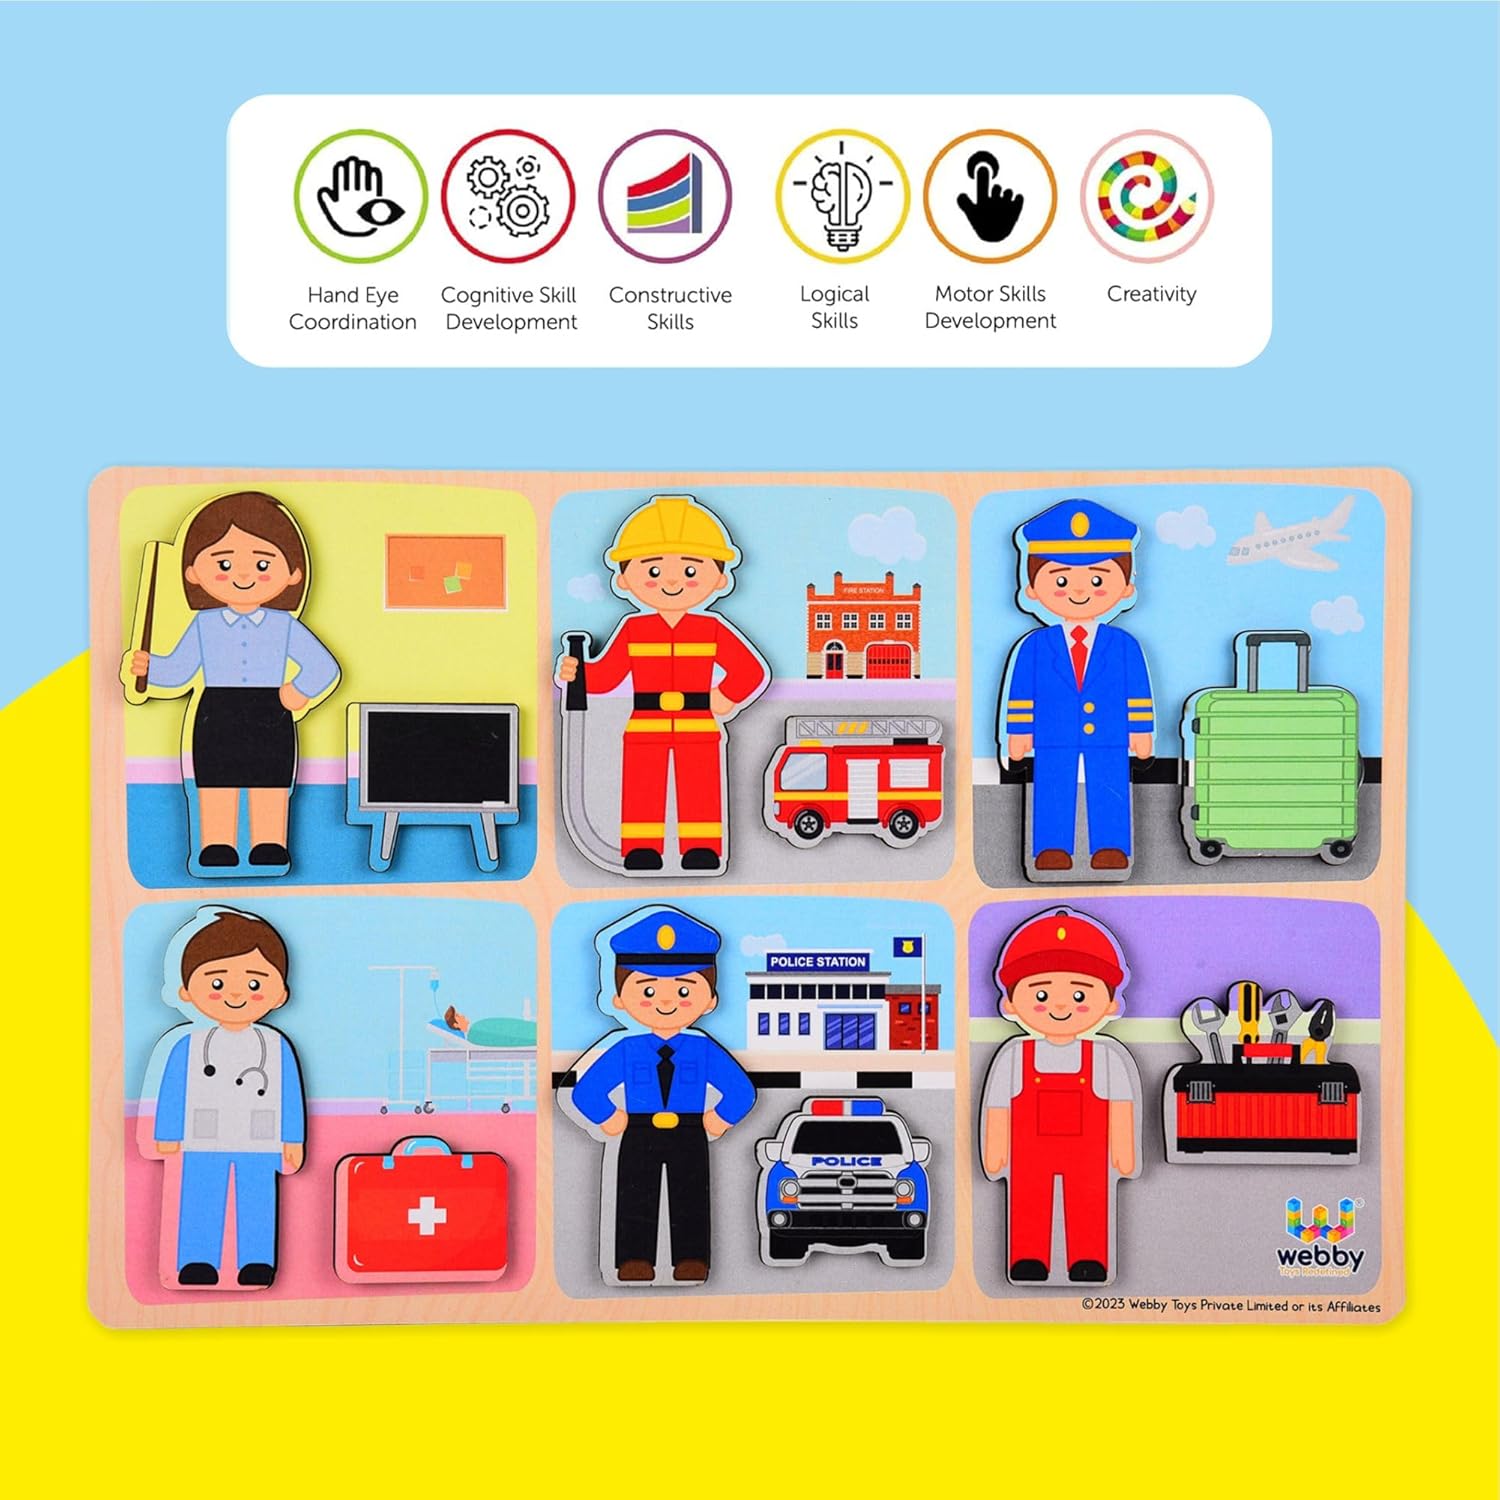 Hand Eye
Coordination
Cognitive Skill
Development
Constructive
Skills
Logical
Skills
Motor Skills
Development
Creativity
FIRE STATION
POLICE STATION
POLICE
webby
Toys Redefined
©2023 Webby Toys Private Limited or its Affiliates